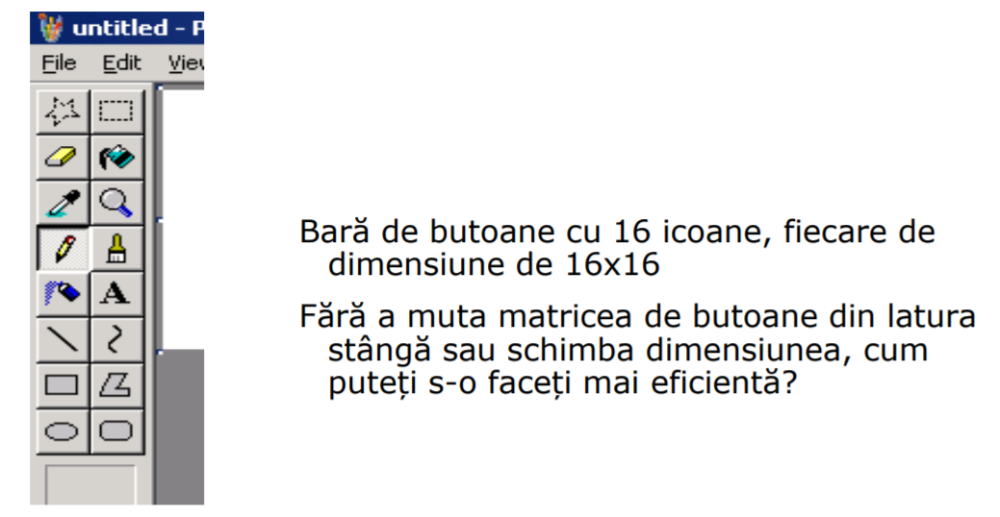 untitled - P
File Edit View
A
Bară de butoane cu 16 icoane, fiecare de
dimensiune de 16x16
Fără a muta matricea de butoane din latura
stângă sau schimba dimensiunea, cum
puteți s-o faceți mai eficientă?